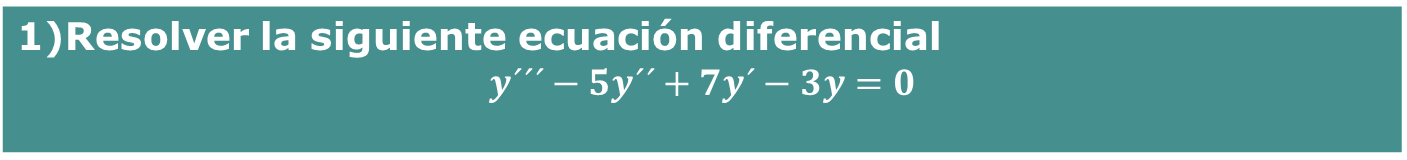 1)Resolver la siguiente ecuación diferencial
y´´´ − 5y´´ + 7y´ − 3y = 0